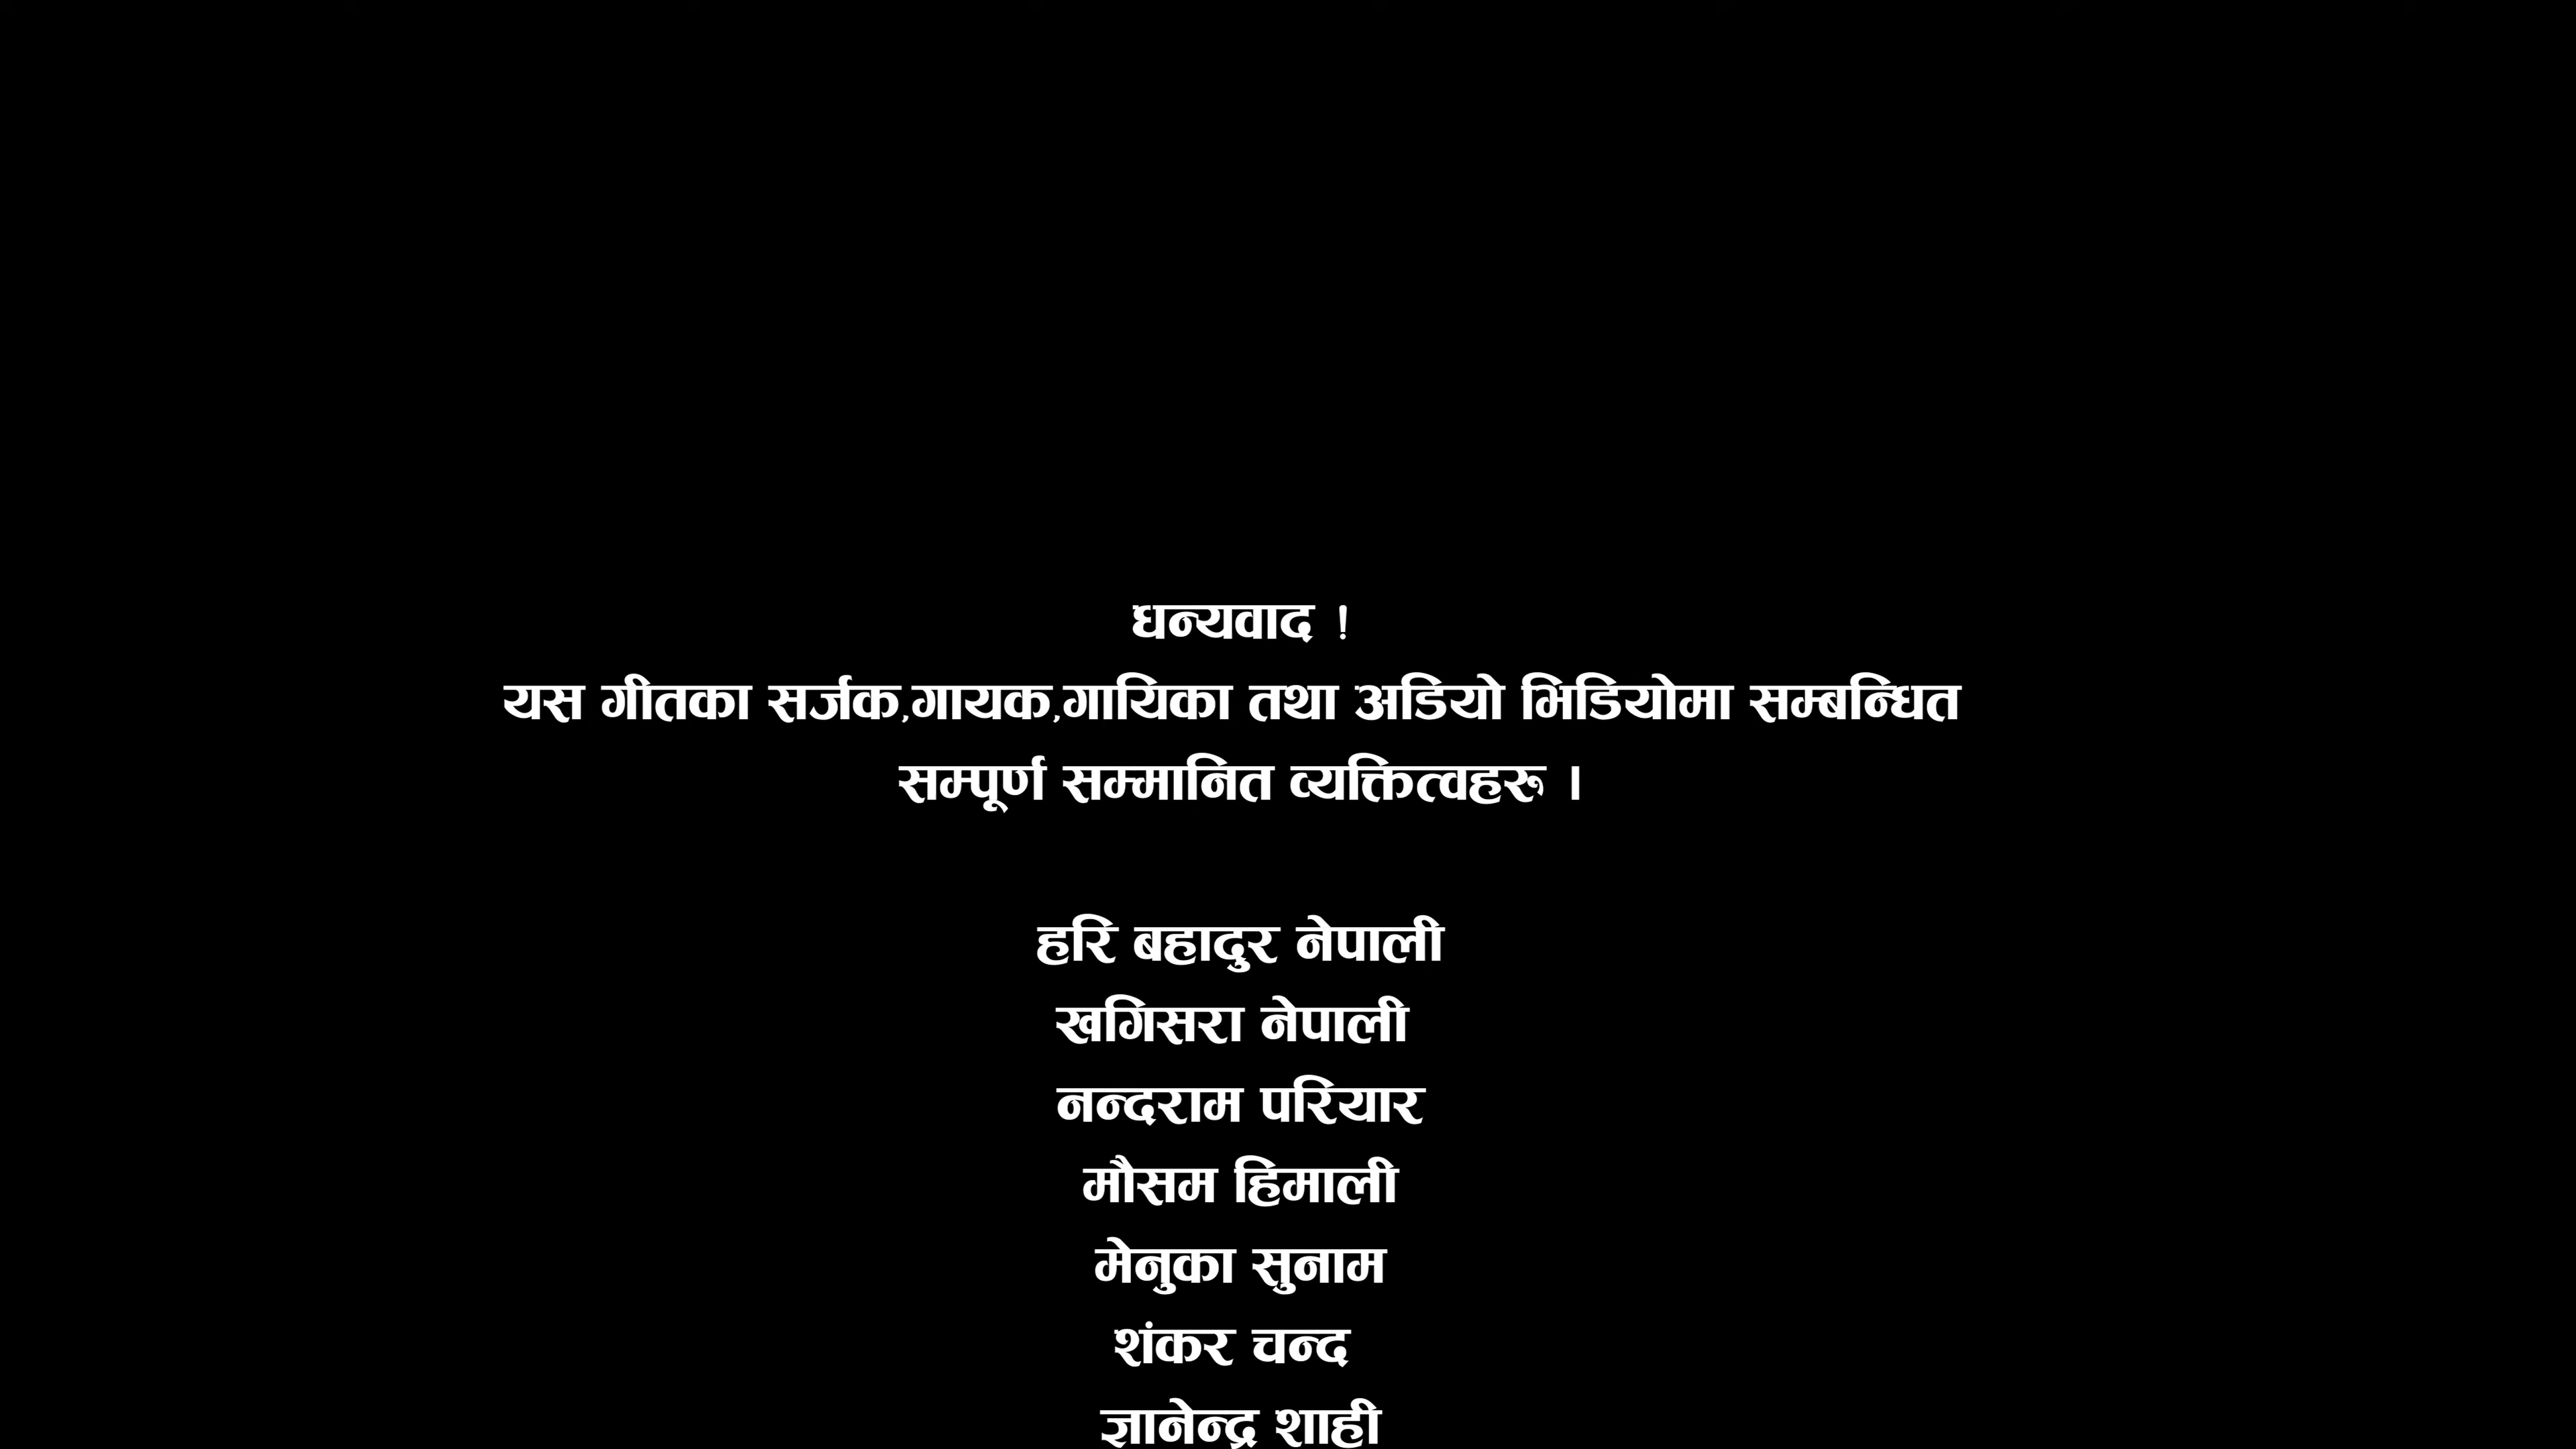 धन्यवाद !
यस गीतका सर्जक,गायक,गायिका तथा अडियो भिडियोमा सम्बन्धित
सम्पूर्ण सम्मानित व्यक्तित्वहरू ।
हरि बहादुर नेपाली
खगिसरा नेपाली
नन्दराम परियार
मौसम हिमाली
मेनुका सुनाम
शंकर चन्द
ज्ञानेन्द्र शाही